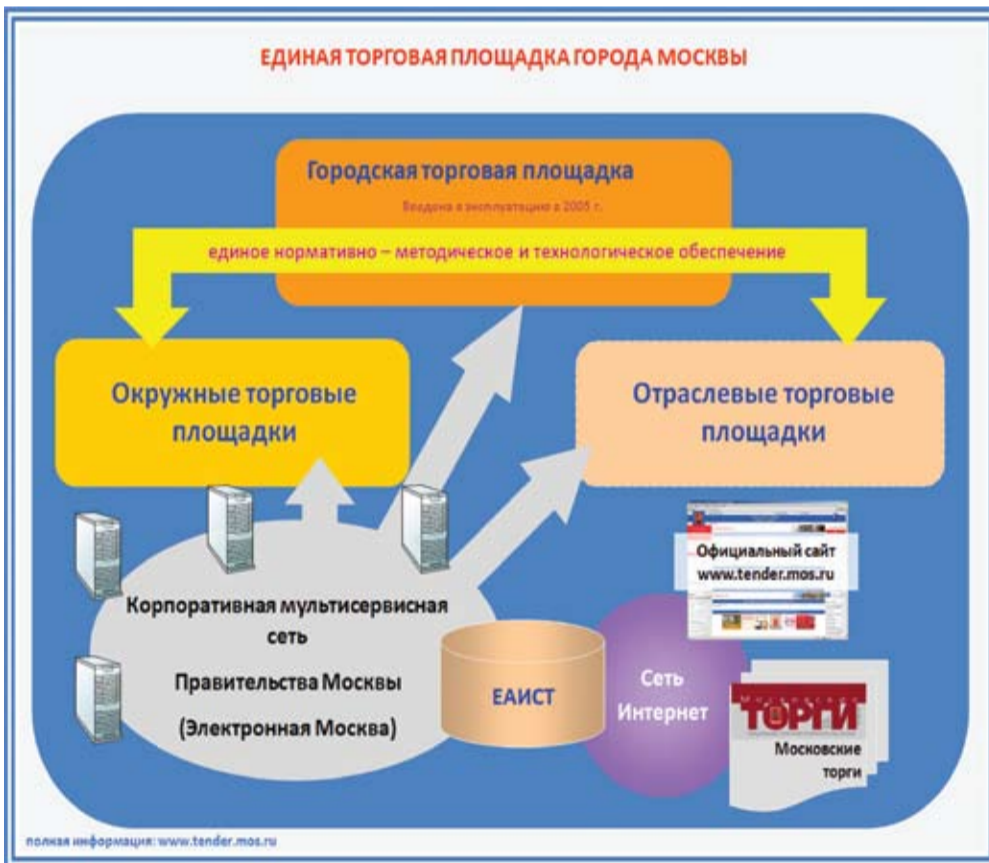 ЕДИНАЯ ТОРГОВАЯ ПЛОЩАДКА ГОРОДА МОСКВЫ
Городская торговая площадка
Введена в эксплуатацию в 2005 г.
единое нормативно – методическое и технологическое обеспечение
Окружные торговые
площадки
Отраслевые торговые
площадки
Официальный сайт
www.tender.mos.ru
Корпоративная мультисервисная
сеть
Правительства Москвы
(Электронная Москва)
ЕАИСТ
Сеть
Интернет
Московские
ТОРГИ
Московские
торги
полная информация: www.tender.mos.ru